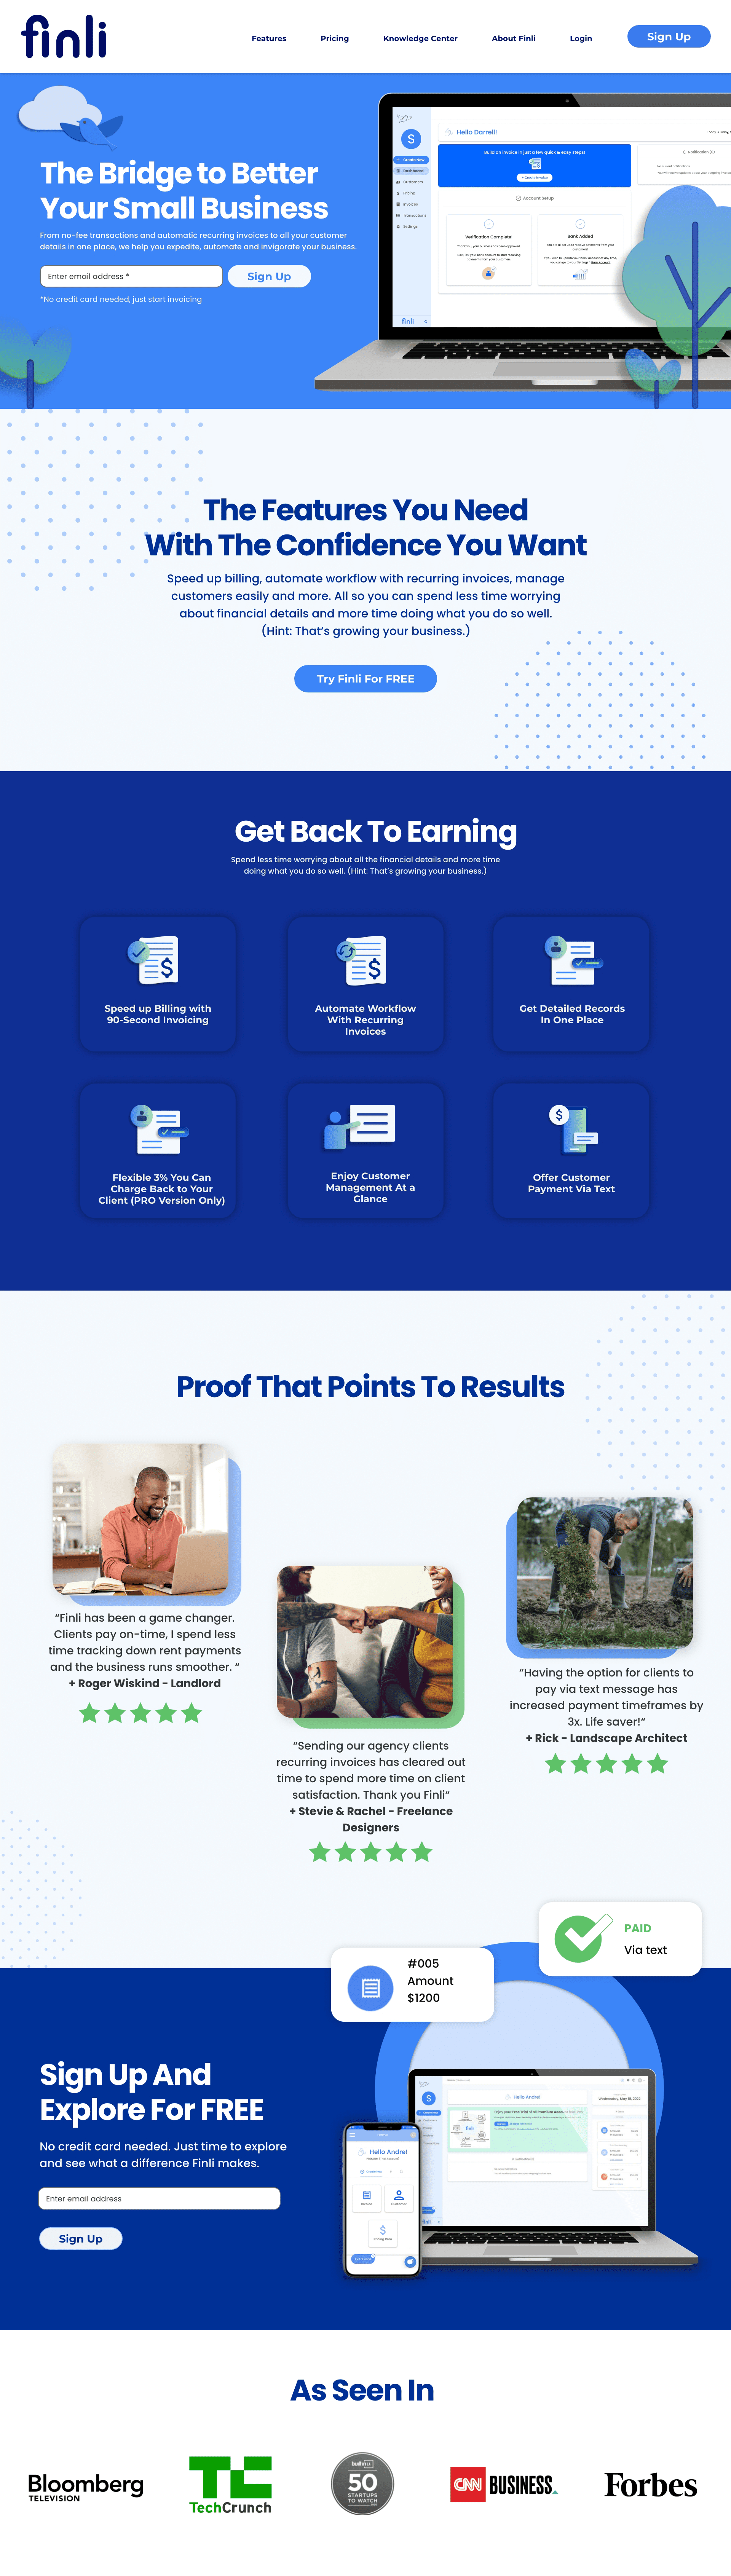 finli
Features
Pricing
Knowledge Center
About Finli
Login
Sign Up
The Bridge to Better
Your Small Business
From no-fee transactions and automatic recurring invoices to all your customer
details in one place, we help you expedite, automate and invigorate your business.
Enter email address *
Sign Up
*No credit card needed, just start invoicing
S
Hello Darrell!
Build an invoice in just a few quick & easy steps!
+ Create Invoice
+ Create New
Dashboard
Customers
Pricing
Invoices
Transactions
Settings
Account Setup
Verification Complete!
Bank Added
finli
The Features You Need
With The Confidence You Want
Speed up billing, automate workflow with recurring invoices, manage
customers easily and more. All so you can spend less time worrying
about financial details and more time doing what you do so well.
(Hint: That’s growing your business.)
Try Finli For FREE
Get Back To Earning
Spend less time worrying about all the financial details and more time
doing what you do so well. (Hint: That’s growing your business.)
Speed up Billing with
90-Second Invoicing
Automate Workflow
With Recurring
Invoices
Get Detailed Records
In One Place
Flexible 3% You Can
Charge Back to Your
Client (PRO Version Only)
Enjoy Customer
Management At a
Glance
Offer Customer
Payment Via Text
Proof That Points To Results
“Finli has been a game changer.
Clients pay on-time, I spend less
time tracking down rent payments
and the business runs smoother. “
+ Roger Wiskind - Landlord
“Sending our agency clients
recurring invoices has cleared out
time to spend more time on client
satisfaction. Thank you Finli”
+ Stevie & Rachel - Freelance
Designers
“Having the option for clients to
pay via text message has
increased payment timeframes by
3x. Life saver!“
+ Rick - Landscape Architect
PAID
Via text
#005
Amount
$1200
Sign Up And
Explore For FREE
No credit card needed. Just time to explore
and see what a difference Finli makes.
Enter email address
Sign Up
S
Hello Andre!
Hello Andre!
As Seen In
Bloomberg
TELEVISION
TC
TechCrunch
built in
50
STARTUPS
TO WATCH
CNN BUSINESS
Forbes